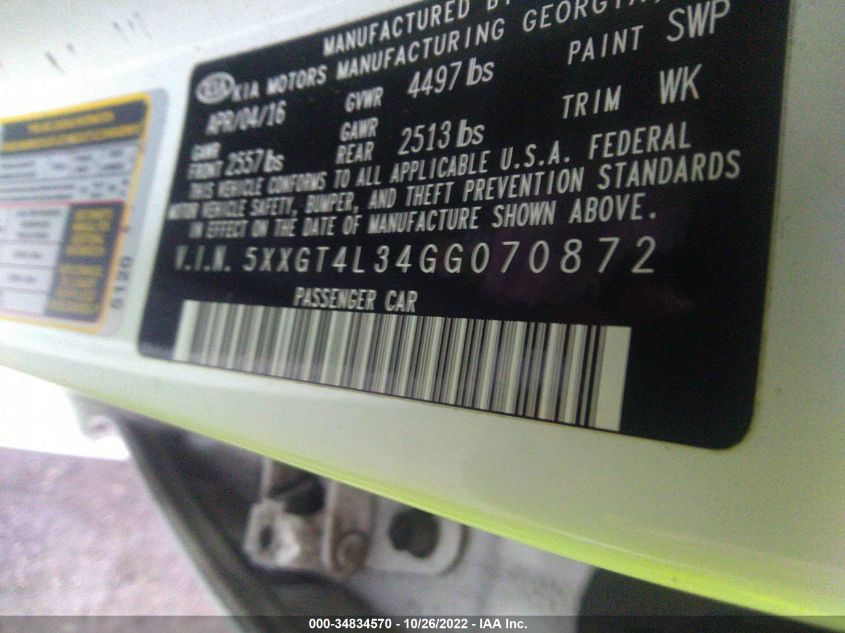 MANUFACTURED BY
KIA KIA MOTORS MANUFACTURING GEORGIA,
APR/04/16 GVWR 4497 lbs PAINT SWP
GAWR FRONT 2557 lbs GAWR REAR 2513 lbs TRIM WK
THIS VEHICLE CONFORMS TO ALL APPLICABLE U.S.A. FEDERAL
MOTOR VEHICLE SAFETY, BUMPER, AND THEFT PREVENTION STANDARDS
IN EFFECT ON THE DATE OF MANUFACTURE SHOWN ABOVE.
V.I.N. 5XXGT4L34GG070872
PASSENGER CAR
000-34834570 - 10/26/2022 - IAA Inc.